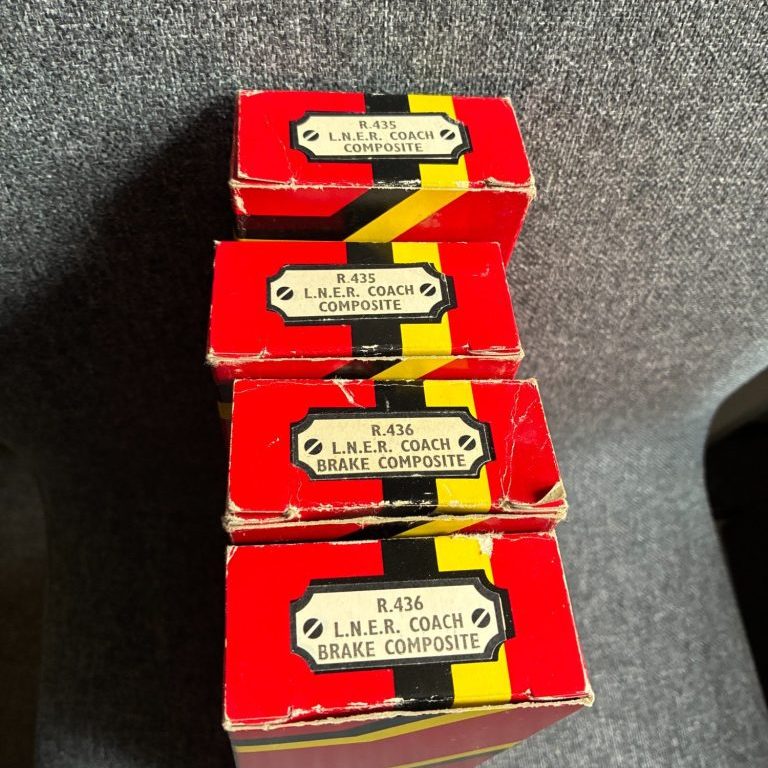 R.435
L.N.E.R. COACH
COMPOSITE
R.435
L.N.E.R. COACH
COMPOSITE
R.436
L.N.E.R. COACH
BRAKE COMPOSITE
R.436
L.N.E.R. COACH
BRAKE COMPOSITE